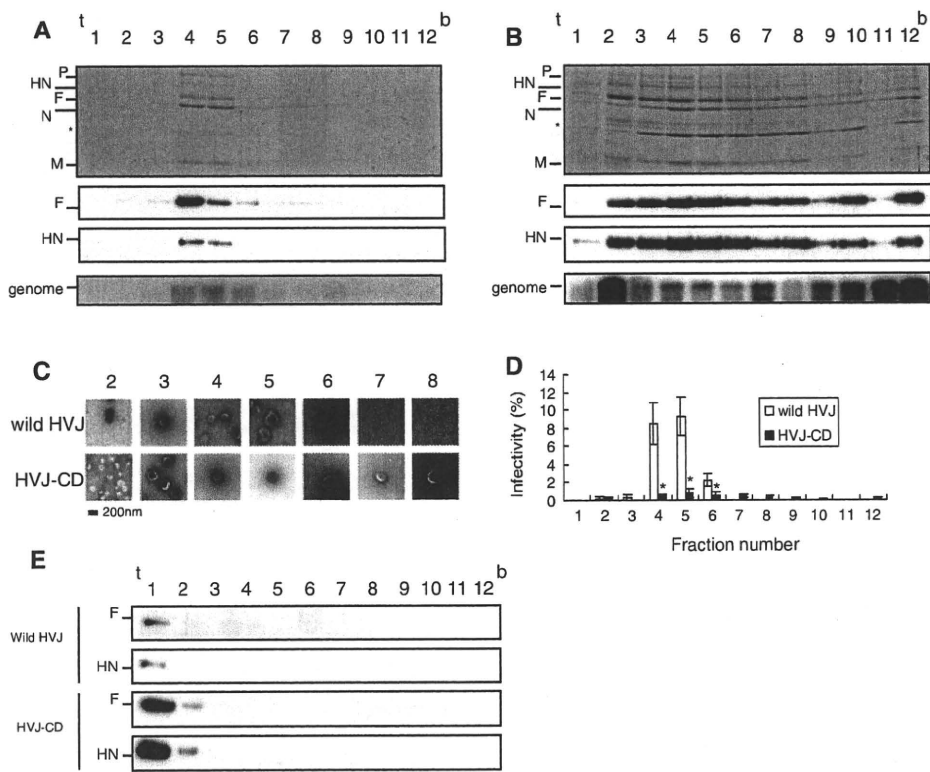 A
t
b
1 2 3 4 5 6 7 8 9 10 11 12
P
HN
F
N
*
M
F
HN
genome
B
t
b
1 2 3 4 5 6 7 8 9 10 11 12
P
HN
F
N
*
M
F
HN
genome
C
2 3 4 5 6 7 8
wild HVJ
HVJ-CD
200nm
D
14
12
10
8
6
4
2
0
Infectivity (%)
wild HVJ
HVJ-CD
* * *
1 2 3 4 5 6 7 8 9 10 11 12
Fraction number
E
t
b
1 2 3 4 5 6 7 8 9 10 11 12
Wild HVJ
F
HN
HVJ-CD
F
HN